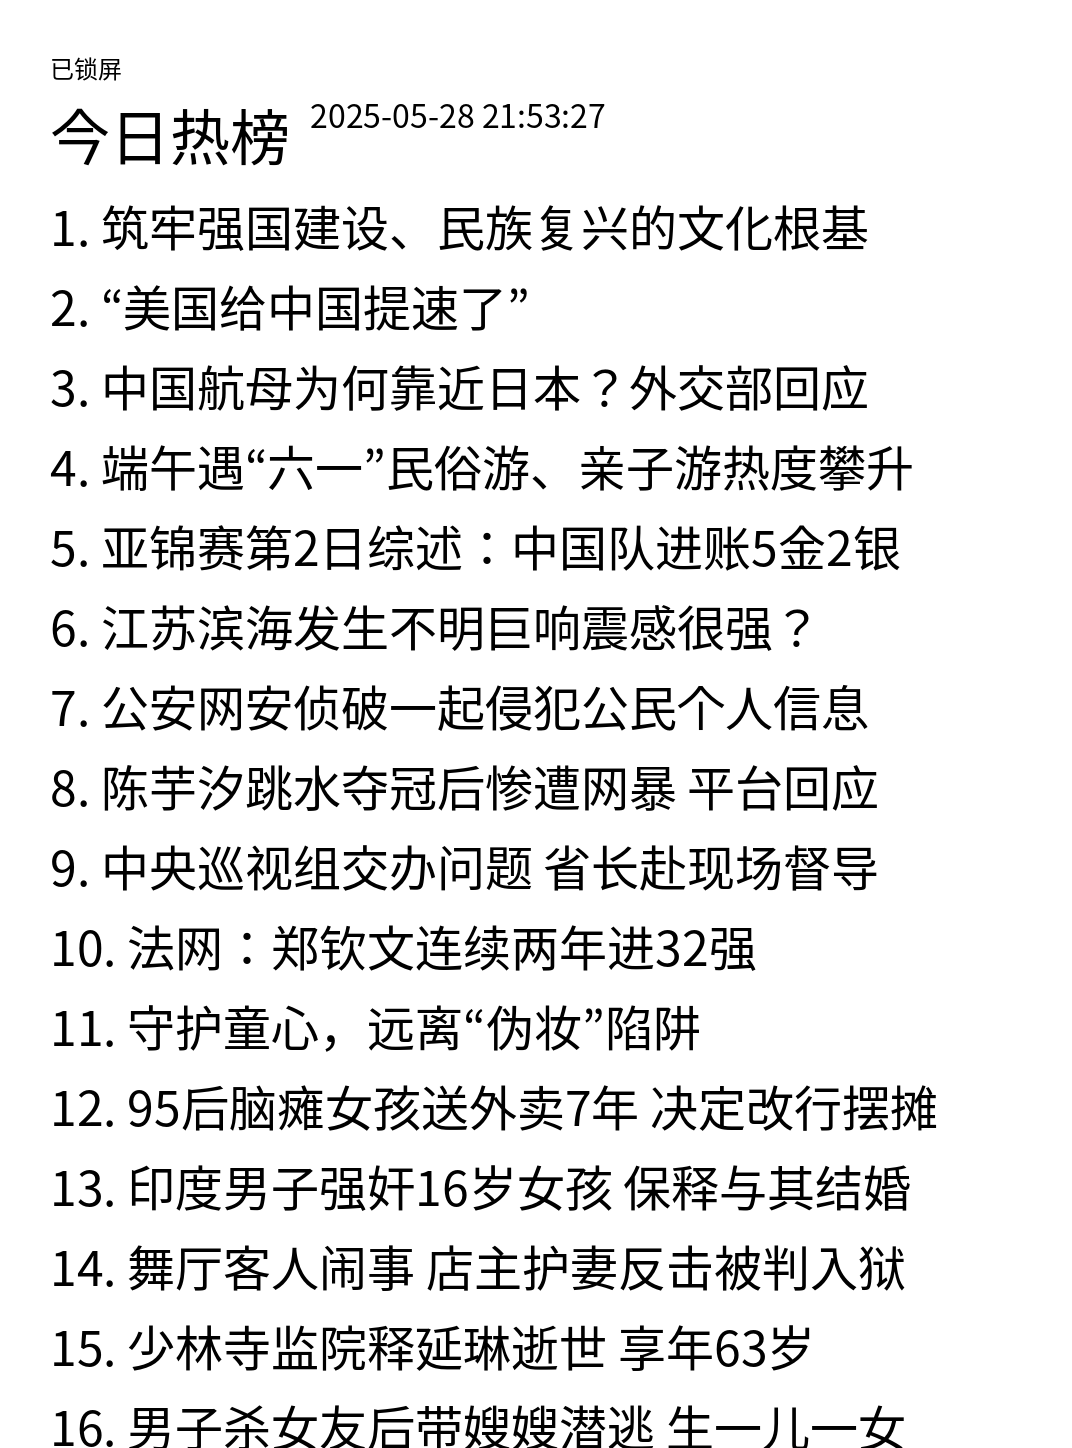 已锁屏
今日热榜 2025-05-28 21:53:27
1. 筑牢强国建设、民族复兴的文化根基
2. “美国给中国提速了”
3. 中国航母为何靠近日本？外交部回应
4. 端午遇“六一”民俗游、亲子游热度攀升
5. 亚锦赛第2日综述：中国队进账5金2银
6. 江苏滨海发生不明巨响震感很强？
7. 公安网安侦破一起侵犯公民个人信息
8. 陈芋汐跳水夺冠后惨遭网暴 平台回应
9. 中央巡视组交办问题 省长赴现场督导
10. 法网：郑钦文连续两年进32强
11. 守护童心，远离“伪妆”陷阱
12. 95后脑瘫女孩送外卖7年 决定改行摆摊
13. 印度男子强奸16岁女孩 保释与其结婚
14. 舞厅客人闹事 店主护妻反击被判入狱
15. 少林寺监院释延琳逝世 享年63岁
16. 男子杀女友后带嫂嫂潜逃 生一儿一女